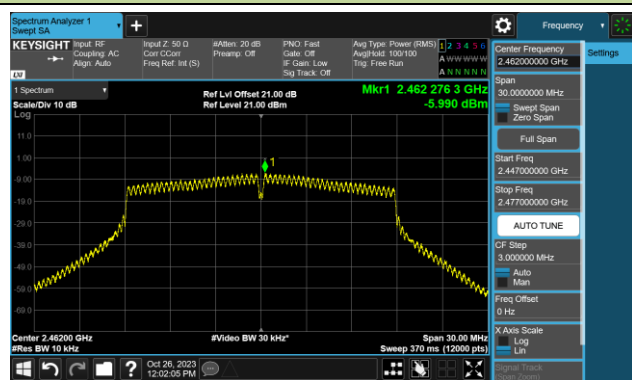 Spectrum Analyzer 1
Swept SA
+
Frequency
KEYSIGHT
Input: RF
Coupling: AC
Align: Auto
Input Z: 50 Ω
Corr CCorr
Freq Ref: Int (S)
#Atten: 20 dB
Preamp: Off
PNO: Fast
Gate: Off
IF Gain: Low
Sig Track: Off
Avg Type: Power (RMS)
Avg|Hold: 100/100
Trig: Free Run
1 2 3 4 5 6
A W W W W W
A N N N N N
LXI
1 Spectrum
Scale/Div 10 dB
Log
Ref Lvl Offset 21.00 dB
Ref Level 21.00 dBm
Mkr1 2.462 276 3 GHz
-5.990 dBm
1
11.0
1.00
-9.00
-19.0
-29.0
-39.0
-49.0
-59.0
-69.0
Center 2.46200 GHz
#Res BW 10 kHz
#Video BW 30 kHz*
Span 30.00 MHz
Sweep 370 ms (12000 pts)
Oct 26, 2023
12:02:05 PM
?
Center Frequency
2.462000000 GHz
Span
30.0000000 MHz
Swept Span
Zero Span
Full Span
Start Freq
2.447000000 GHz
Stop Freq
2.477000000 GHz
AUTO TUNE
CF Step
3.000000 MHz
Auto
Man
Freq Offset
0 Hz
X Axis Scale
Log
Lin
Signal Track
(Span Zoom)
Settings